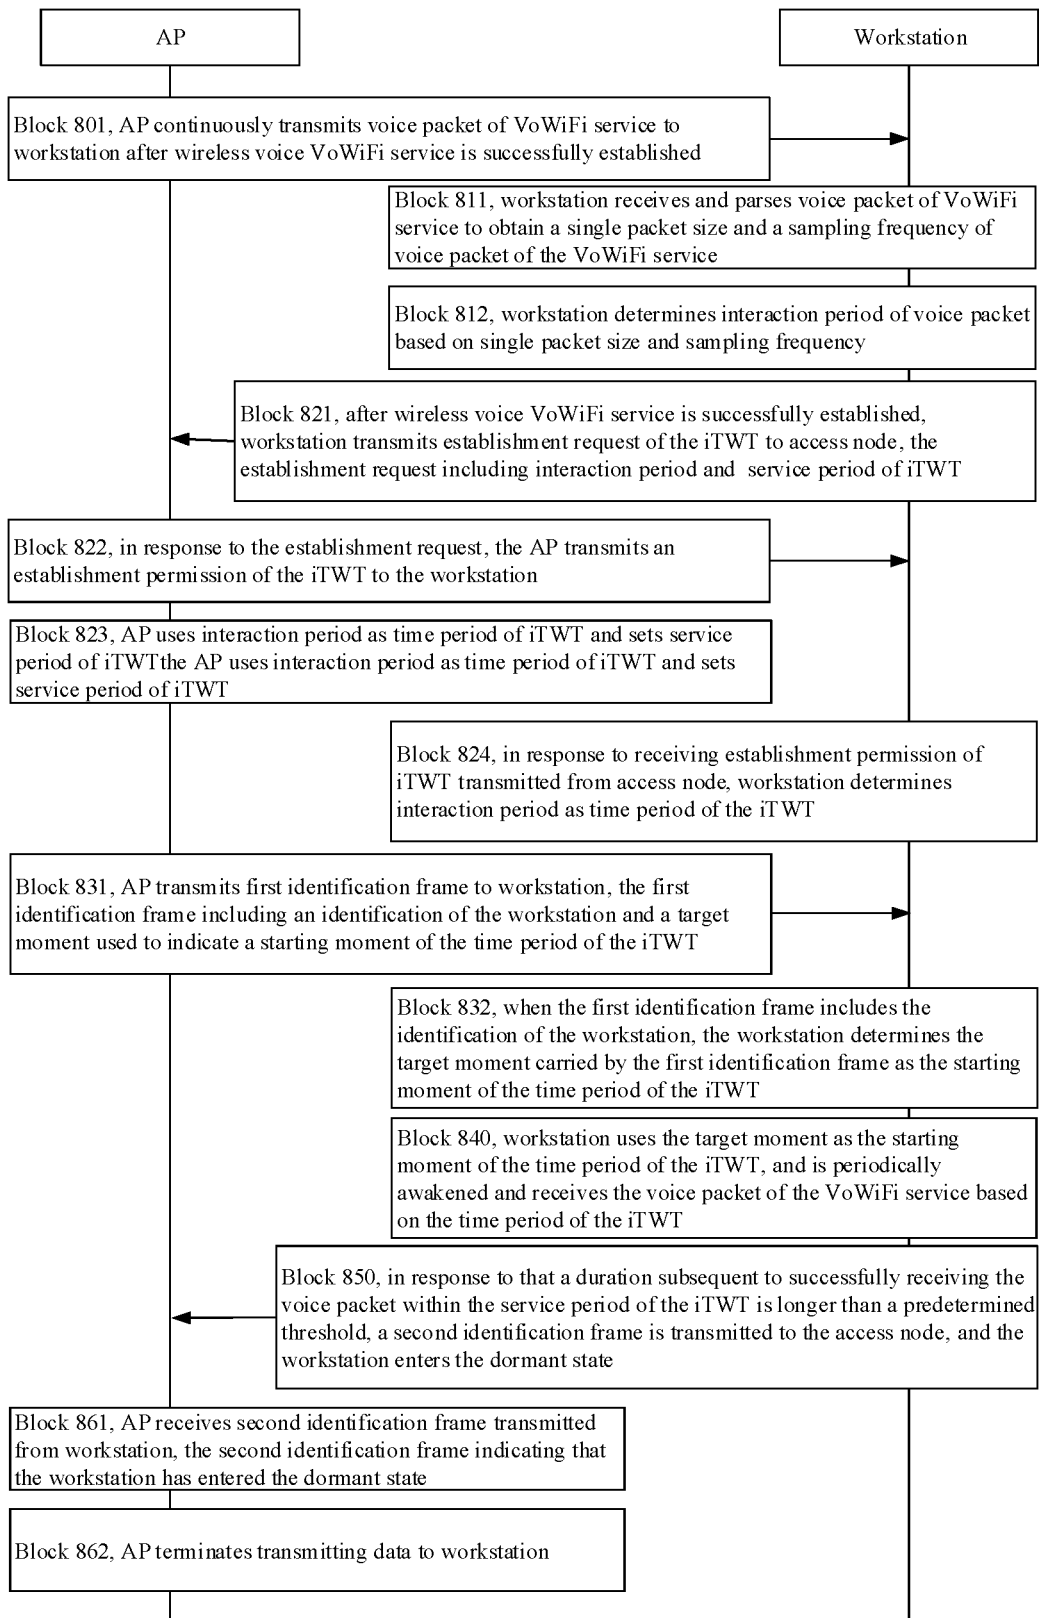 AP
Workstation
Block 801, AP continuously transmits voice packet of VoWiFi service to
workstation after wireless voice VoWiFi service is successfully established
Block 811, workstation receives and parses voice packet of VoWiFi
service to obtain a single packet size and a sampling frequency of
voice packet of the VoWiFi service
Block 812, workstation determines interaction period of voice packet
based on single packet size and sampling frequency
Block 821, after wireless voice VoWiFi service is successfully established,
workstation transmits establishment request of the iTWT to access node, the
establishment request including interaction period and service period of iTWT
Block 822, in response to the establishment request, the AP transmits an
establishment permission of the iTWT to the workstation
Block 823, AP uses interaction period as time period of iTWT and sets service
period of iTWTthe AP uses interaction period as time period of iTWT and sets
service period of iTWT
Block 824, in response to receiving establishment permission of
iTWT transmitted from access node, workstation determines
interaction period as time period of the iTWT
Block 831, AP transmits first identification frame to workstation, the first
identification frame including an identification of the workstation and a target
moment used to indicate a starting moment of the time period of the iTWT
Block 832, when the first identification frame includes the
identification of the workstation, the workstation determines the
target moment carried by the first identification frame as the starting
moment of the time period of the iTWT
Block 840, workstation uses the target moment as the starting
moment of the time period of the iTWT, and is periodically
awakened and receives the voice packet of the VoWiFi service based
on the time period of the iTWT
Block 850, in response to that a duration subsequent to successfully receiving the
voice packet within the service period of the iTWT is longer than a predetermined
threshold, a second identification frame is transmitted to the access node, and the
workstation enters the dormant state
Block 861, AP receives second identification frame transmitted
from workstation, the second identification frame indicating that
the workstation has entered the dormant state
Block 862, AP terminates transmitting data to workstation